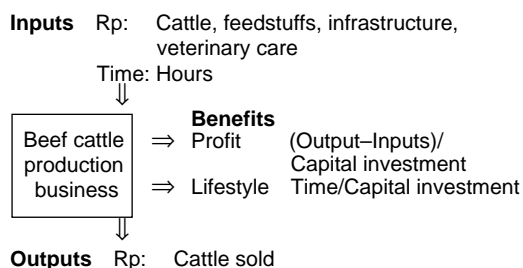 Inputs Rp: Cattle, feedstuffs, infrastructure,
veterinary care
Time: Hours
⇓
Benefits
Beef cattle ⇒ Profit (Output–Inputs)/
production Capital investment
business ⇒ Lifestyle Time/Capital investment
⇓
Outputs Rp: Cattle sold